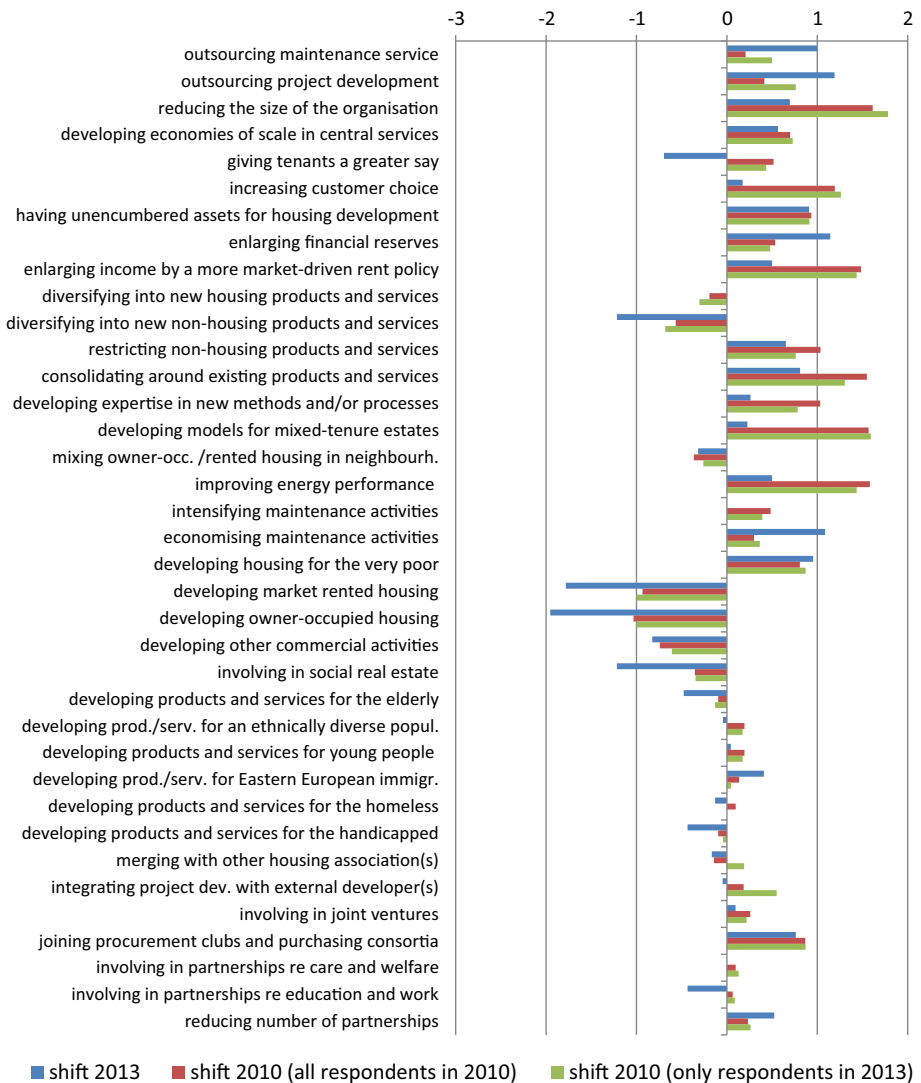 -3 -2 -1 0 1 2
outsourcing maintenance service
outsourcing project development
reducing the size of the organisation
developing economies of scale in central services
giving tenants a greater say
increasing customer choice
having unencumbered assets for housing development
enlarging financial reserves
enlarging income by a more market-driven rent policy
diversifying into new housing products and services
diversifying into new non-housing products and services
restricting non-housing products and services
consolidating around existing products and services
developing expertise in new methods and/or processes
developing models for mixed-tenure estates
mixing owner-occ. /rented housing in neighbourh.
improving energy performance
intensifying maintenance activities
economising maintenance activities
developing housing for the very poor
developing market rented housing
developing owner-occupied housing
developing other commercial activities
involving in social real estate
developing products and services for the elderly
developing prod./serv. for an ethnically diverse popul.
developing products and services for young people
developing prod./serv. for Eastern European immigr.
developing products and services for the homeless
developing products and services for the handicapped
merging with other housing association(s)
integrating project dev. with external developer(s)
involving in joint ventures
joining procurement clubs and purchasing consortia
involving in partnerships re care and welfare
involving in partnerships re education and work
reducing number of partnerships
shift 2013 shift 2010 (all respondents in 2010) shift 2010 (only respondents in 2013)